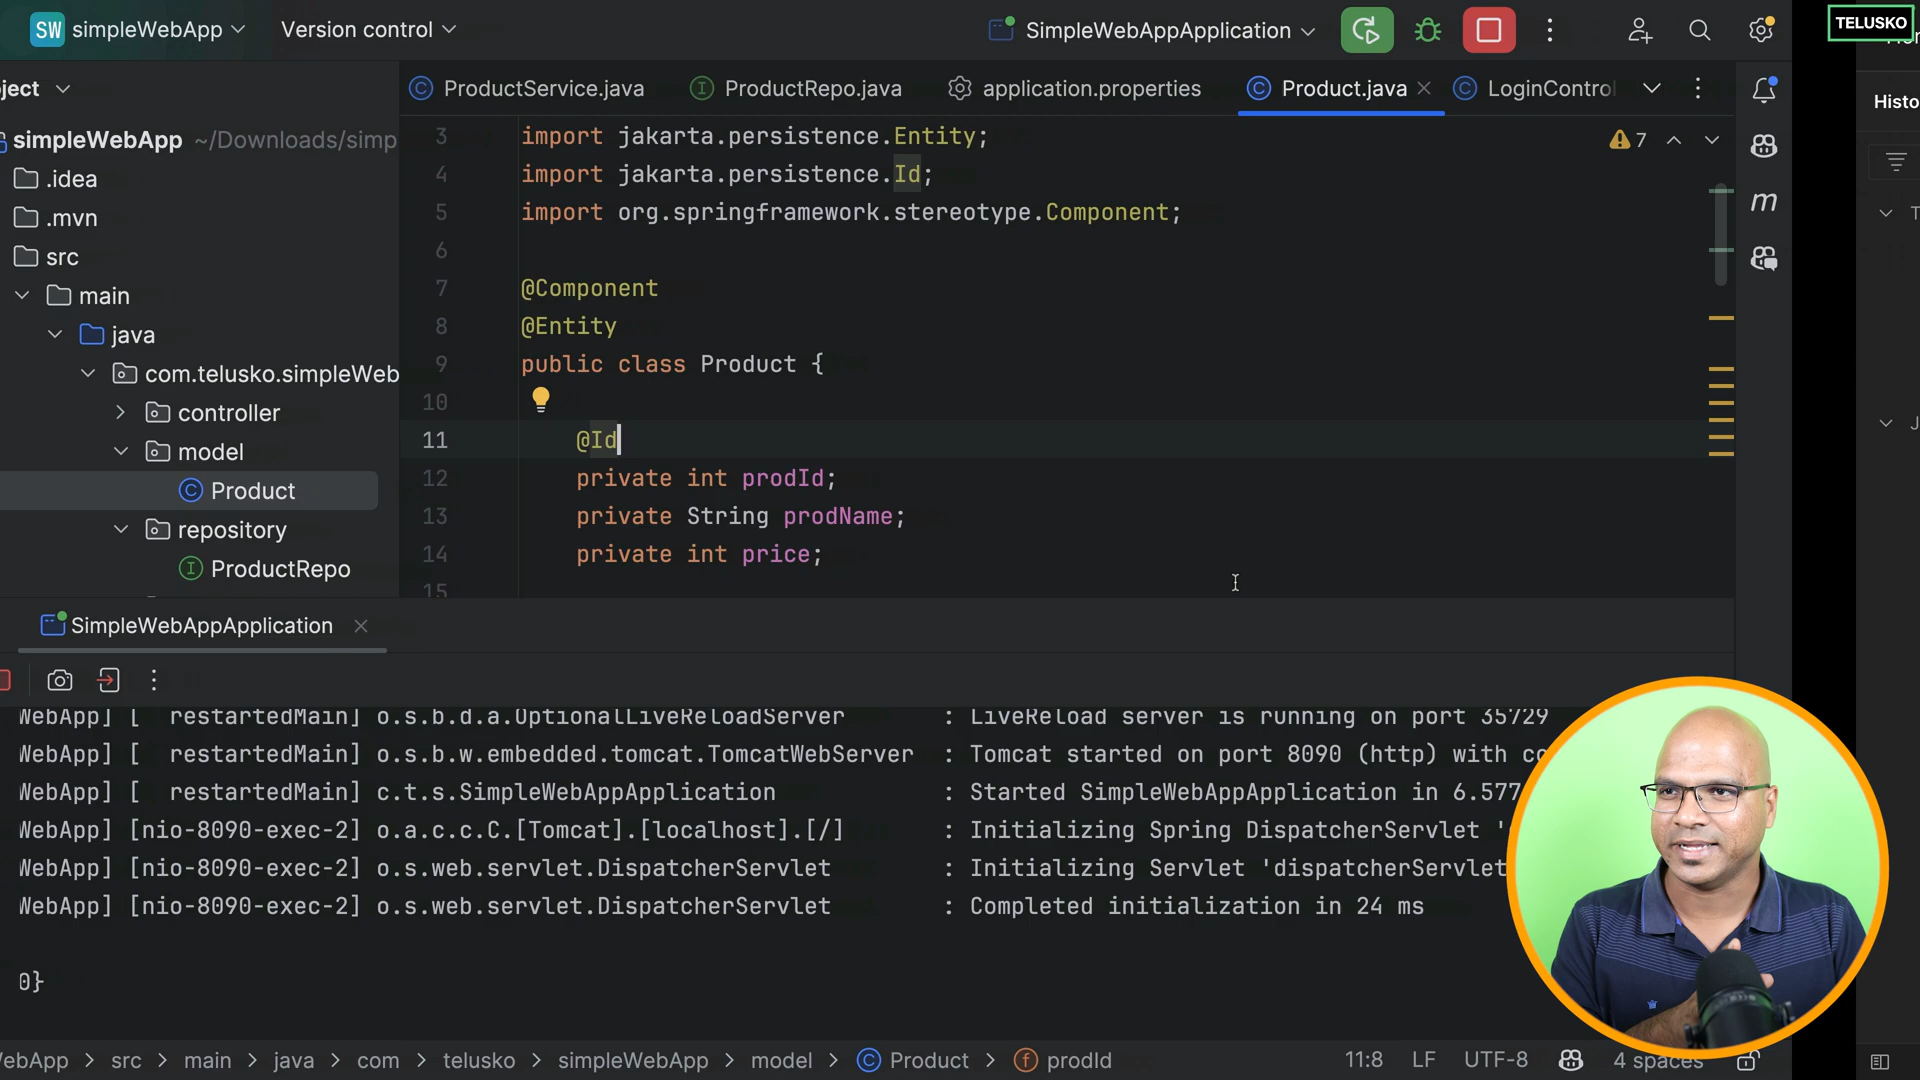 SW simpleWebApp
Version control
SimpleWebAppApplication
TELUSKO
ject
ProductService.java
ProductRepo.java
application.properties
Product.java
LoginControl
Histo
simpleWebApp ~/Downloads/simp
.idea
.mvn
src
main
java
com.telusko.simpleWeb
controller
model
Product
repository
ProductRepo
7
3 import jakarta.persistence.Entity;
4 import jakarta.persistence.Id;
5 import org.springframework.stereotype.Component;
6
7 @Component
8 @Entity
9 public class Product {
10
11 @Id
12 private int prodId;
13 private String prodName;
14 private int price;
15
m
SimpleWebAppApplication
WebApp] [ restartedMain] o.s.b.d.a.OptionalLiveReloadServer : LiveReload server is running on port 35729
WebApp] [ restartedMain] o.s.b.w.embedded.tomcat.TomcatWebServer : Tomcat started on port 8090 (http) with co
WebApp] [ restartedMain] c.t.s.SimpleWebAppApplication : Started SimpleWebAppApplication in 6.577
WebApp] [nio-8090-exec-2] o.a.c.c.C.[Tomcat].[localhost].[/] : Initializing Spring DispatcherServlet '
WebApp] [nio-8090-exec-2] o.s.web.servlet.DispatcherServlet : Initializing Servlet 'dispatcherServlet
WebApp] [nio-8090-exec-2] o.s.web.servlet.DispatcherServlet : Completed initialization in 24 ms
0}
WebApp > src > main > java > com > telusko > simpleWebApp > model > Product > prodId
11:8 LF UTF-8 4 spaces